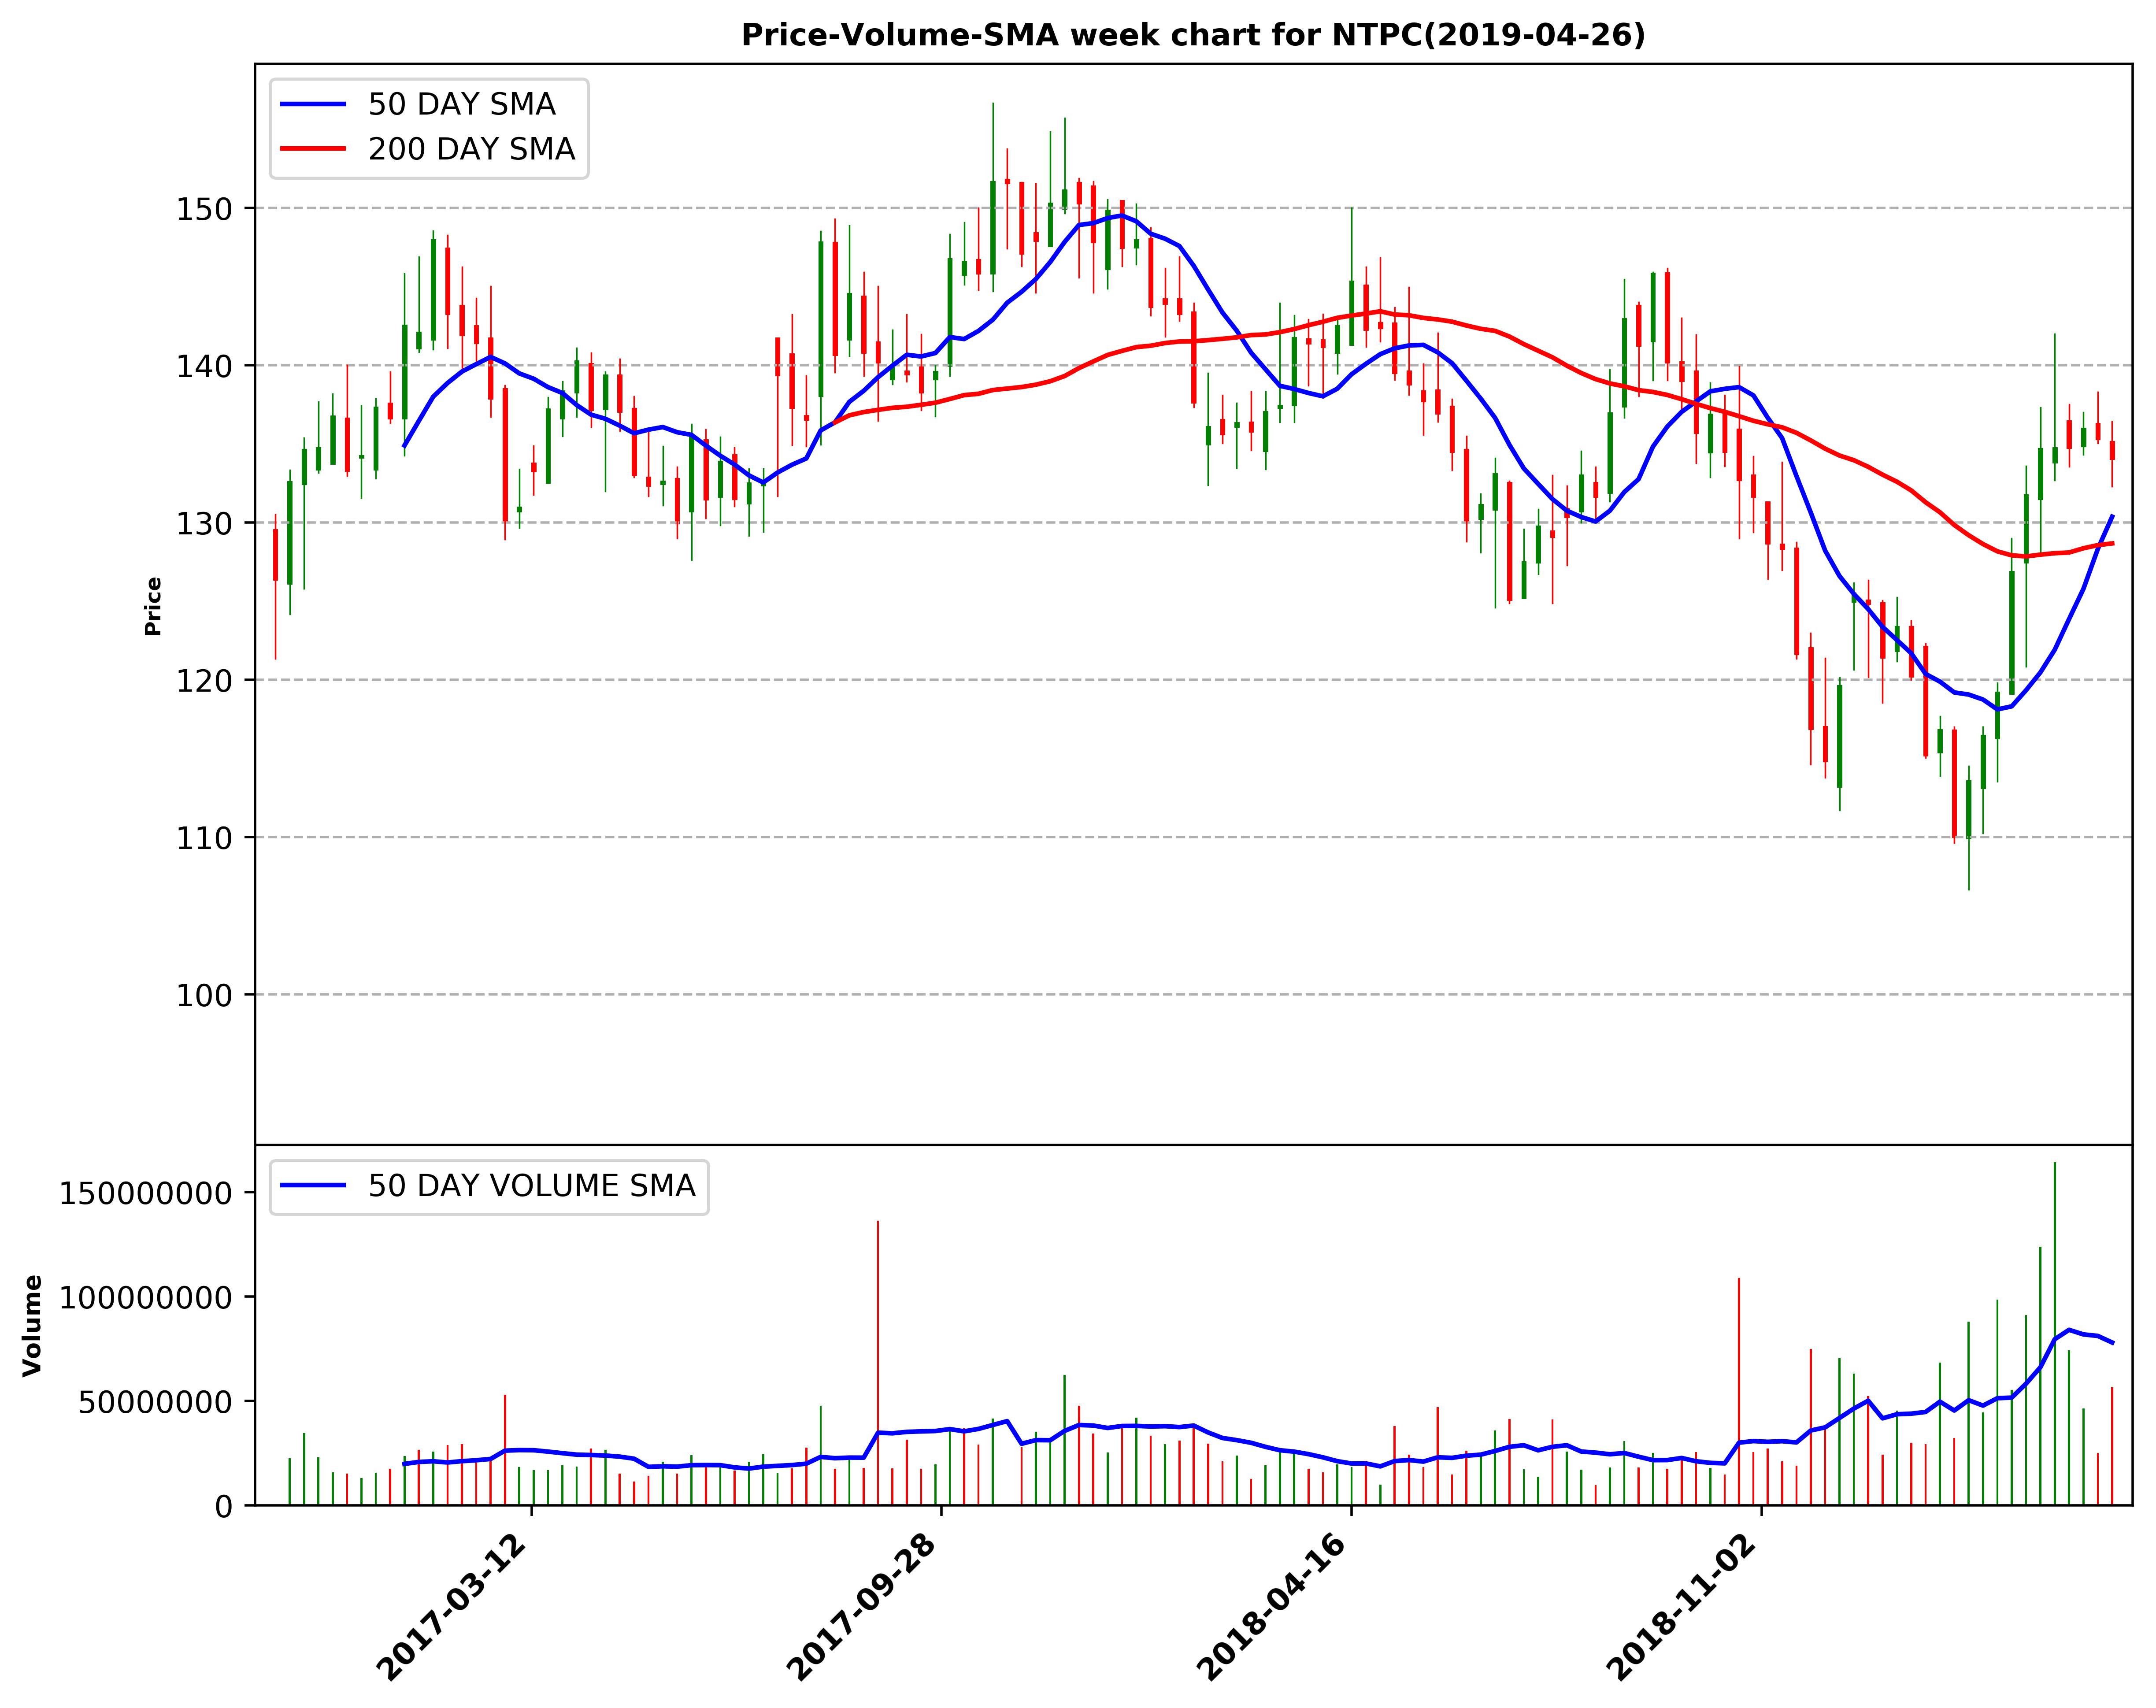 Price-Volume-SMA week chart for NTPC(2019-04-26)
50 DAY SMA
200 DAY SMA
150
140
130
120
110
100
Price
50 DAY VOLUME SMA
150000000
100000000
50000000
0
Volume
2017-03-12
2017-09-28
2018-04-16
2018-11-02